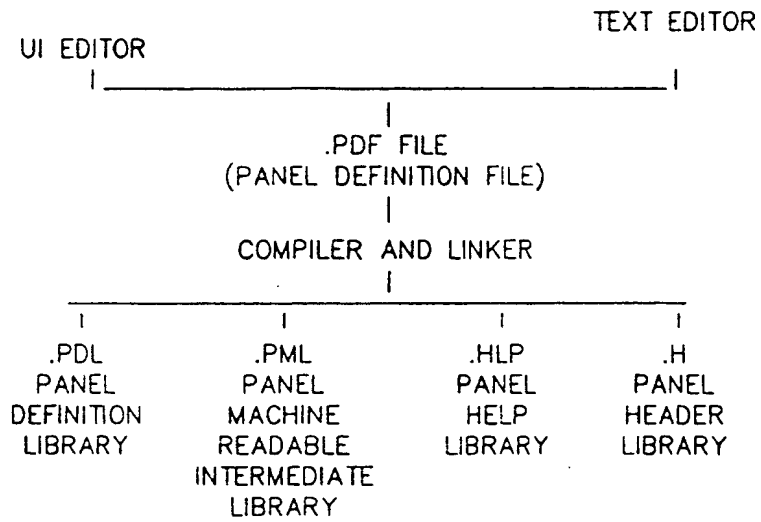 TEXT EDITOR
UI EDITOR
.PDF FILE
(PANEL DEFINITION FILE)
COMPILER AND LINKER
.PDL
PANEL
DEFINITION
LIBRARY
.PML
PANEL
MACHINE
READABLE
INTERMEDIATE
LIBRARY
.HLP
PANEL
HELP
LIBRARY
.H
PANEL
HEADER
LIBRARY